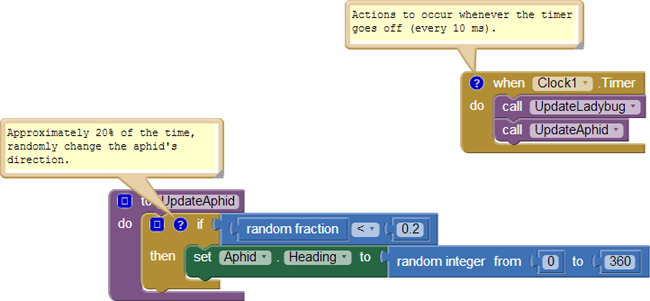 Actions to occur whenever the timer
goes off (every 10 ms).
? when Clock1 .Timer
do call UpdateLadybug
call UpdateAphid
Approximately 20% of the time,
randomly change the aphid's
direction.
to UpdateAphid
do ? if random fraction < 0.2
then set Aphid . Heading to random integer from 0 to 360